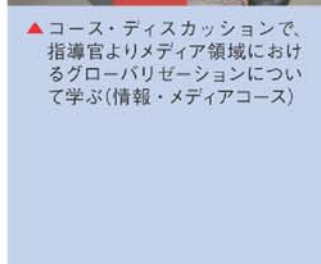 ▲コース・ディスカッションで、
指導官よりメディア領域におけ
るグローバリゼーションについ
て学ぶ(情報・メディアコース)